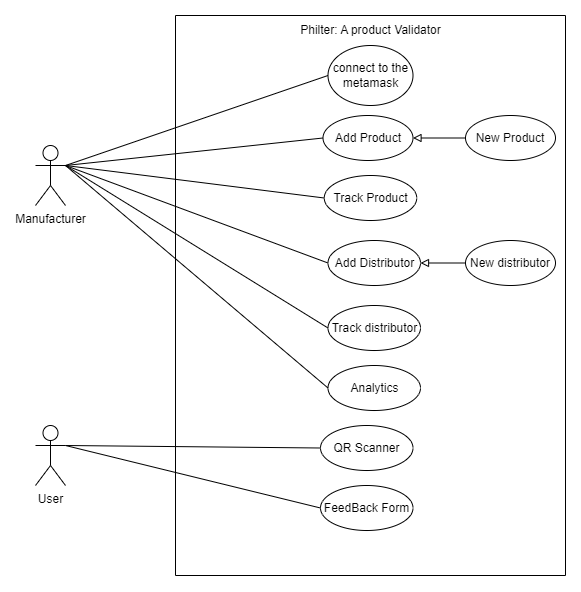 Philter: A product Validator
connect to the
metamask
Add Product
New Product
Manufacturer
Track Product
Add Distributor
New distributor
Track distributor
Analytics
QR Scanner
User
FeedBack Form